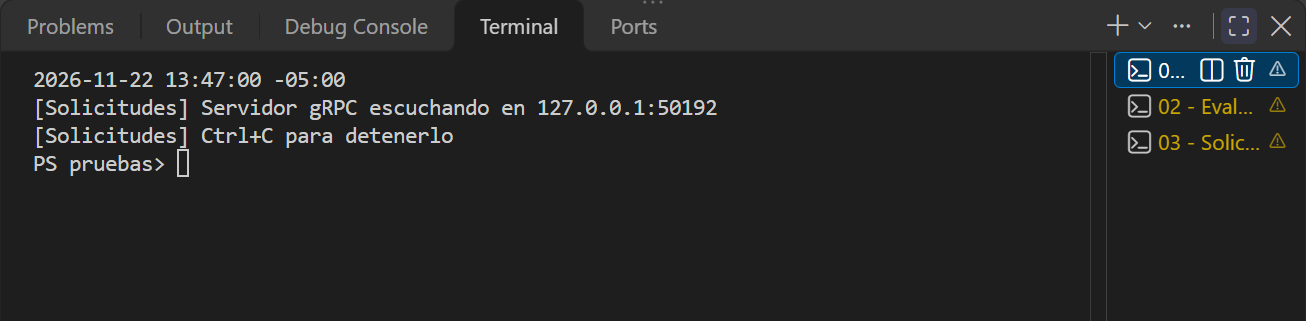 Problems
Output
Debug Console
Terminal
Ports
2026-11-22 13:47:00 -05:00
[Solicitudes] Servidor gRPC escuchando en 127.0.0.1:50192
[Solicitudes] Ctrl+C para detenerlo
PS pruebas>
0...
02 - Eval...
03 - Solic...